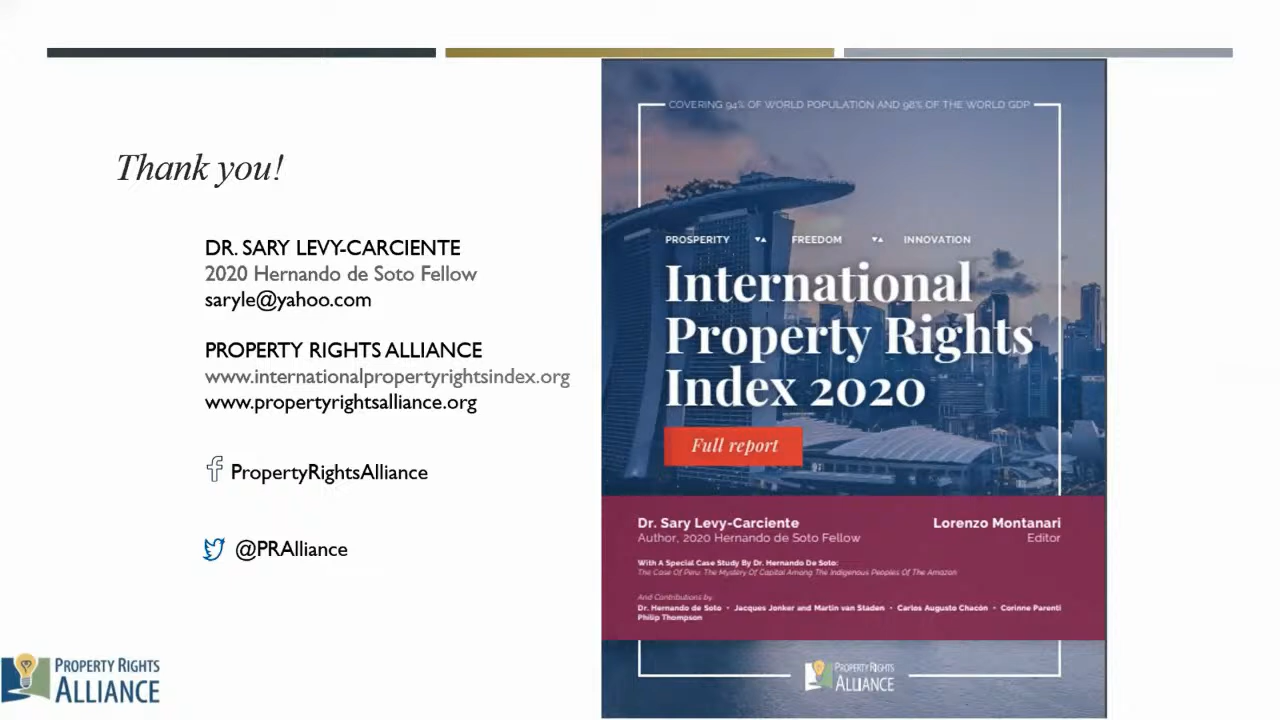 Thank you!
DR. SARY LEVY-CARCIENTE
2020 Hernando de Soto Fellow
saryle@yahoo.com
PROPERTY RIGHTS ALLIANCE
www.internationalpropertyrightsindex.org
www.propertyrightsalliance.org
PropertyRightsAlliance
@PRAlliance
PROPERTY RIGHTS
ALLIANCE
COVERING 94% OF WORLD POPULATION AND 98% OF THE WORLD GDP
PROSPERITY FREEDOM INNOVATION
International
Property Rights
Index 2020
Full report
Dr. Sary Levy-Carciente
Author, 2020 Hernando de Soto Fellow
Lorenzo Montanari
Editor
With A Special Case Study By Dr. Hernando De Soto:
The Case Of Peru: The Mystery Of Capital Among The Indigenous Peoples Of The Amazon
And Contributions by:
Dr. Hernando de Soto • Jacques Jonker and Martin van Staden • Carlos Augusto Chacón • Corinne Parenti
Philip Thompson
PROPERTY RIGHTS
ALLIANCE